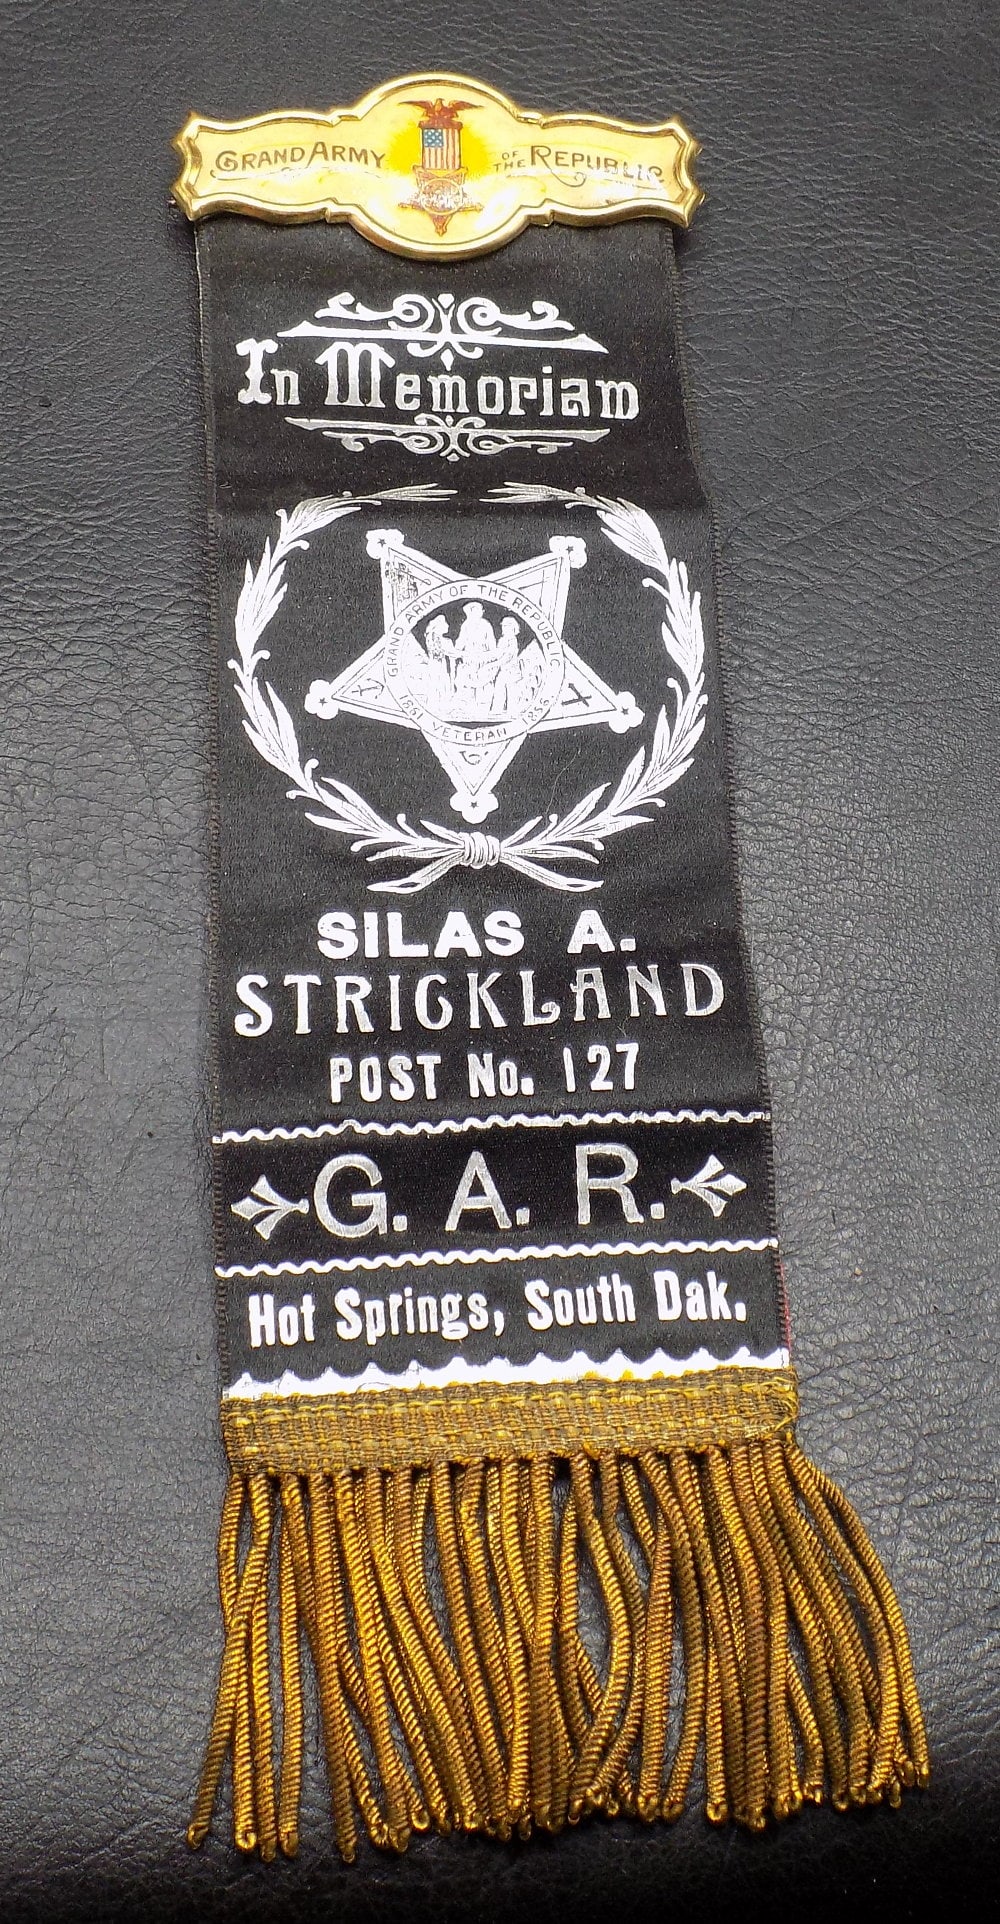 GRAND ARMY OF THE REPUBLIC
In Memoriam
GRAND ARMY OF THE REPUBLIC
1861 VETERAN 1866
SILAS A.
STRICKLAND
POST No. 127
G. A. R.
Hot Springs, South Dak.